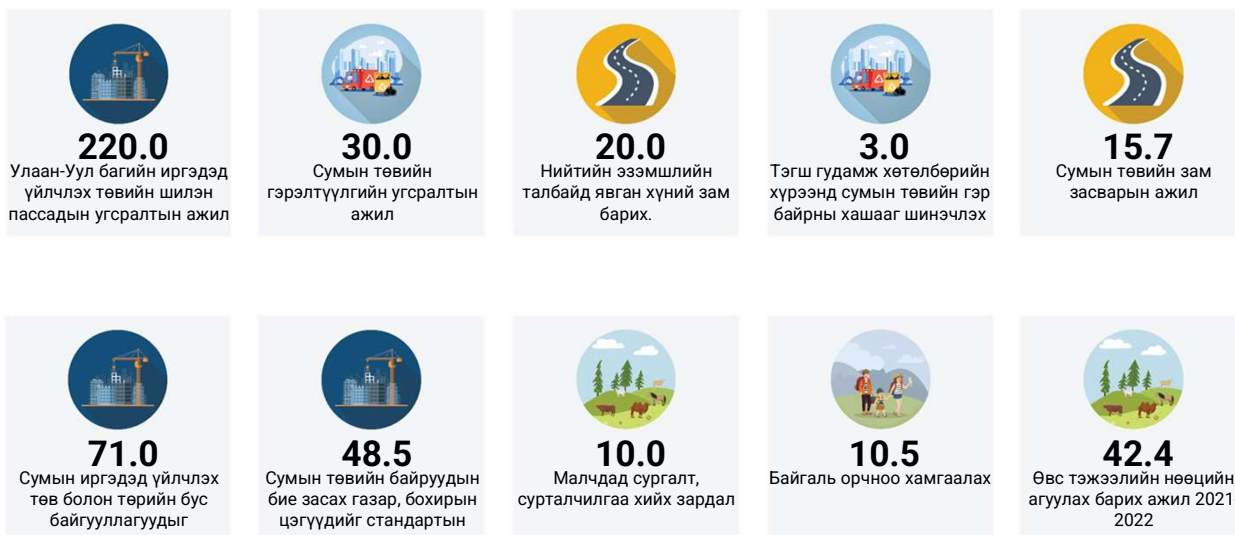 220.0
Улаан-Уул багийн иргэдэд
үйлчлэх төвийн шилэн
пассадын угсралтын ажил
30.0
Сумын төвийн
гэрэлтүүлгийн угсралтын
ажил
20.0
Нийтийн эзэмшлийн
талбайд явган хүний зам
барих.
3.0
Тэгш гудамж хөтөлбөрийн
хүрээнд сумын төвийн гэр
байрны хашааг шинэчлэх
15.7
Сумын төвийн зам
засварын ажил
71.0
Сумын иргэдэд үйлчлэх
төв болон төрийн бус
байгууллагуудыг
48.5
Сумын төвийн байруудын
бие засах газар, бохирын
цэгүүдийг стандартын
10.0
Малчдад сургалт,
сурталчилгаа хийх зардал
10.5
Байгаль орчноо хамгаалах
42.4
Өвс тэжээлийн нөөцийн
агуулах барих ажил 2021
2022